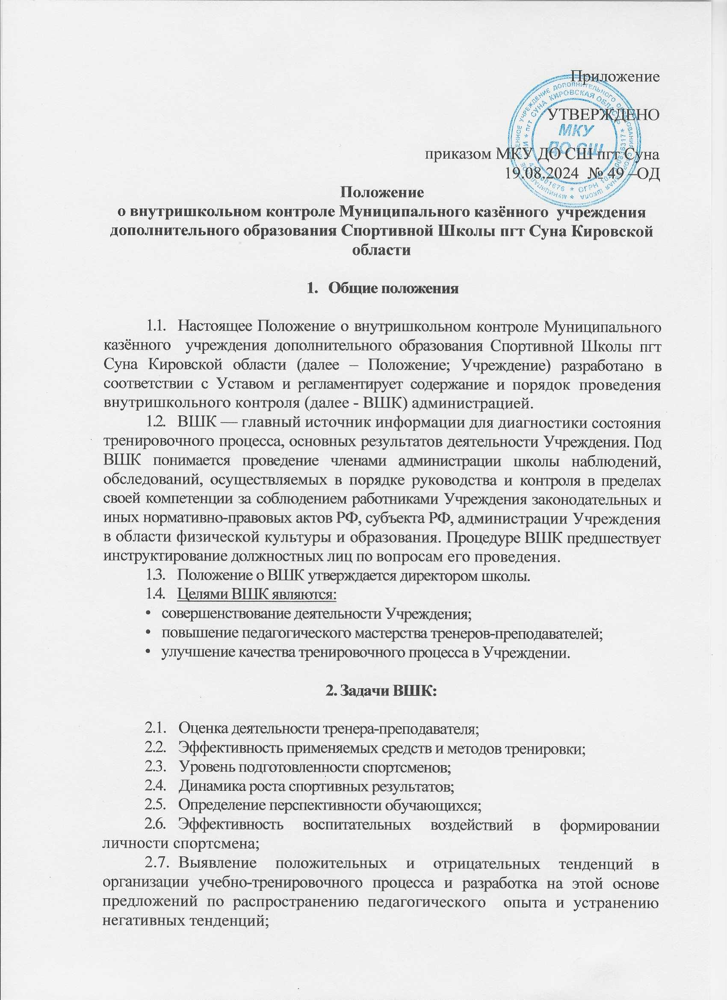 Приложение
УТВЕРЖДЕНО
приказом МКУ ДО СШ пгт Суна
19.08.2024 № 49 –ОД
МКУ
ДО СШ
ПГТ СУНА КИРОВСКАЯ ОБЛАСТЬ
Положение
о внутришкольном контроле Муниципального казённого учреждения
дополнительного образования Спортивной Школы пгт Суна Кировской
области
1. Общие положения
1.1. Настоящее Положение о внутришкольном контроле Муниципального
казённого учреждения дополнительного образования Спортивной Школы пгт
Суна Кировской области (далее – Положение; Учреждение) разработано в
соответствии с Уставом и регламентирует содержание и порядок проведения
внутришкольного контроля (далее - ВШК) администрацией.
1.2. ВШК — главный источник информации для диагностики состояния
тренировочного процесса, основных результатов деятельности Учреждения. Под
ВШК понимается проведение членами администрации школы наблюдений,
обследований, осуществляемых в порядке руководства и контроля в пределах
своей компетенции за соблюдением работниками Учреждения законодательных и
иных нормативно-правовых актов РФ, субъекта РФ, администрации Учреждения
в области физической культуры и образования. Процедуре ВШК предшествует
инструктирование должностных лиц по вопросам его проведения.
1.3. Положение о ВШК утверждается директором школы.
1.4. Целями ВШК являются:
• совершенствование деятельности Учреждения;
• повышение педагогического мастерства тренеров-преподавателей;
• улучшение качества тренировочного процесса в Учреждении.
2. Задачи ВШК:
2.1. Оценка деятельности тренера-преподавателя;
2.2. Эффективность применяемых средств и методов тренировки;
2.3. Уровень подготовленности спортсменов;
2.4. Динамика роста спортивных результатов;
2.5. Определение перспективности обучающихся;
2.6. Эффективность воспитательных воздействий в формировании
личности спортсмена;
2.7. Выявление положительных и отрицательных тенденций в
организации учебно-тренировочного процесса и разработка на этой основе
предложений по распространению педагогического опыта и устранению
негативных тенденций;